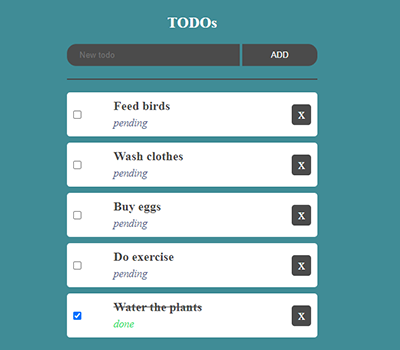 TODOs
New todo
ADD
Feed birds
pending
X
Wash clothes
pending
X
Buy eggs
pending
X
Do exercise
pending
X
Water the plants
done
X